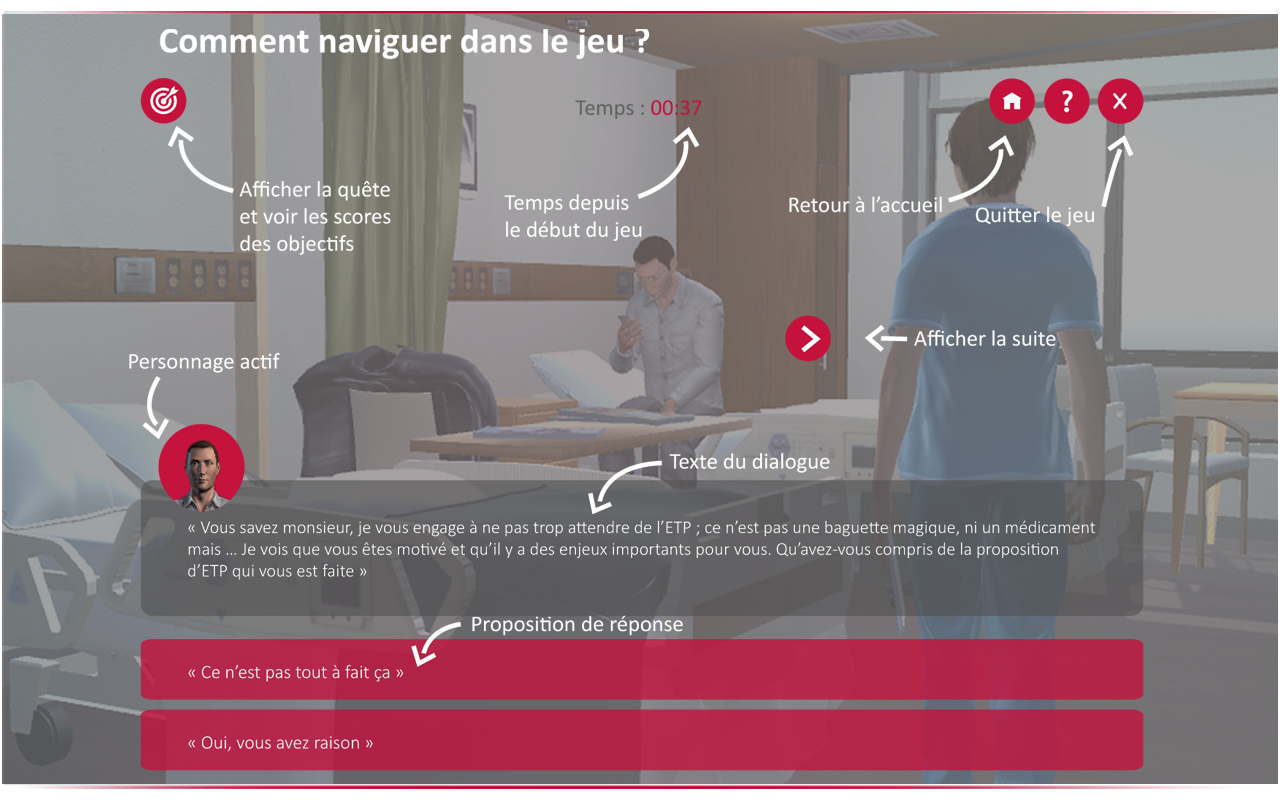 Comment naviguer dans le jeu ?
Temps : 00:37
?
X
Afficher la quête
et voir les scores
des objectifs
Temps depuis
le début du jeu
Retour à l'accueil
Quitter le jeu
Afficher la suite
Personnage actif
Texte du dialogue
« Vous savez monsieur, je vous engage à ne pas trop attendre de l'ETP ; ce n'est pas une baguette magique, ni un médicament
mais ... Je vois que vous êtes motivé et qu'il y a des enjeux importants pour vous. Qu'avez-vous compris de la proposition
d'ETP qui vous est faite »
Proposition de réponse
« Ce n'est pas tout à fait ça »
« Oui, vous avez raison »